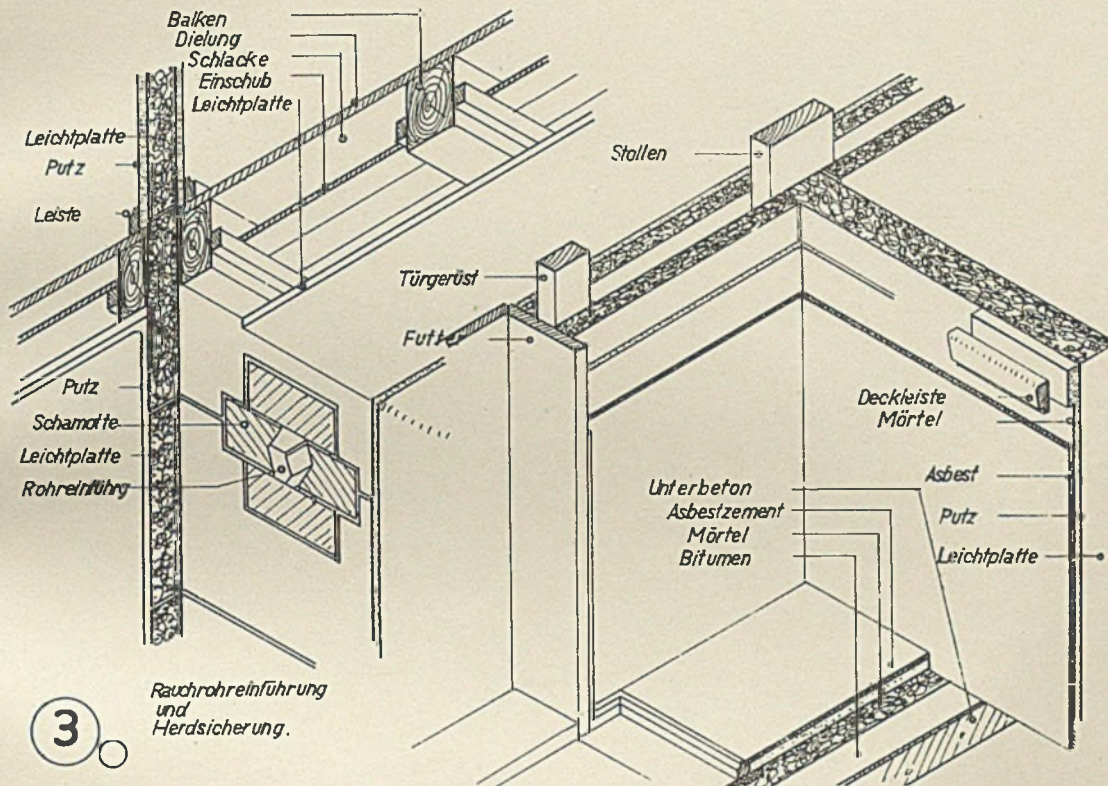 Balken
Dielung
Schlacke
Einschub
Leichtplatte
Leichtplatte
Putz
Leiste
Stollen
Türgerüst
Futter
Putz
Schamotte
Leichtplatte
Rohreinführg
Deckleiste
Mörtel
Asbest
Putz
Leichtplatte
Unterbeton
Asbestzement
Mörtel
Bitumen
Rauchrohreinführung
und
Herdsicherung.
3